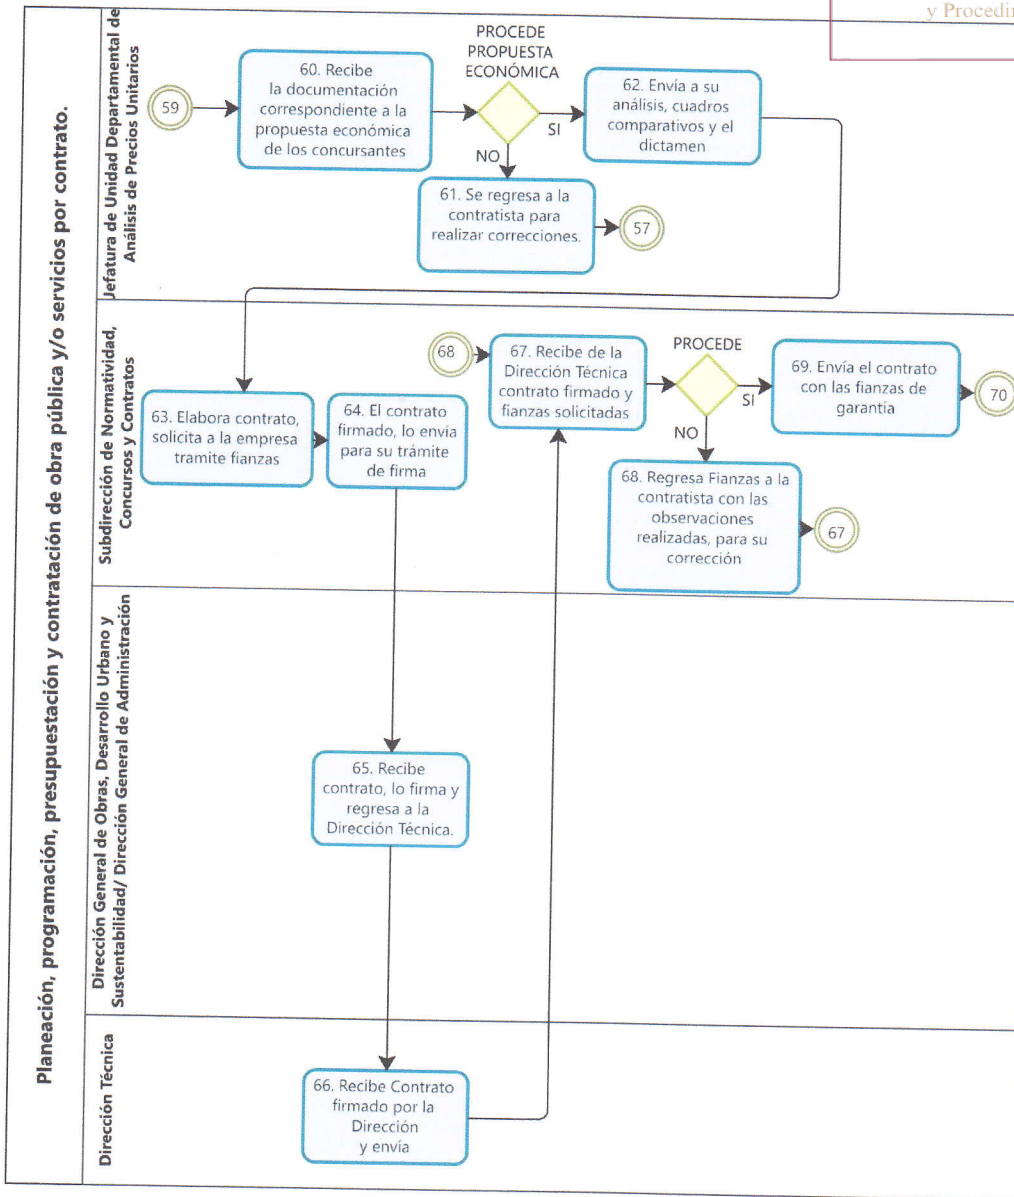 y Procedi
Planeación, programación, presupuestación y contratación de obra pública y/o servicios por contrato.
Jefatura de Unidad Departamental de
Análisis de Precios Unitarios
59
60. Recibe
la documentación
correspondiente a la
propuesta económica
de los concursantes
PROCEDE
PROPUESTA
ECONÓMICA
SI
NO
62. Envía a su
análisis, cuadros
comparativos y el
dictamen
61. Se regresa a la
contratista para
realizar correcciones.
57
Subdirección de Normatividad,
Concursos y Contratos
63. Elabora contrato,
solicita a la empresa
tramite fianzas
64. El contrato
firmado, lo envía
para su trámite
de firma
68
67. Recibe de la
Dirección Técnica
contrato firmado y
fianzas solicitadas
PROCEDE
SI
NO
69. Envía el contrato
con las fianzas de
garantía
70
68. Regresa Fianzas a la
contratista con las
observaciones
realizadas, para su
corrección
67
Dirección General de Obras, Desarrollo Urbano y
Sustentabilidad/ Dirección General de Administración
65. Recibe
contrato, lo firma y
regresa a la
Dirección Técnica.
Dirección Técnica
66. Recibe Contrato
firmado por la
Dirección
y envía